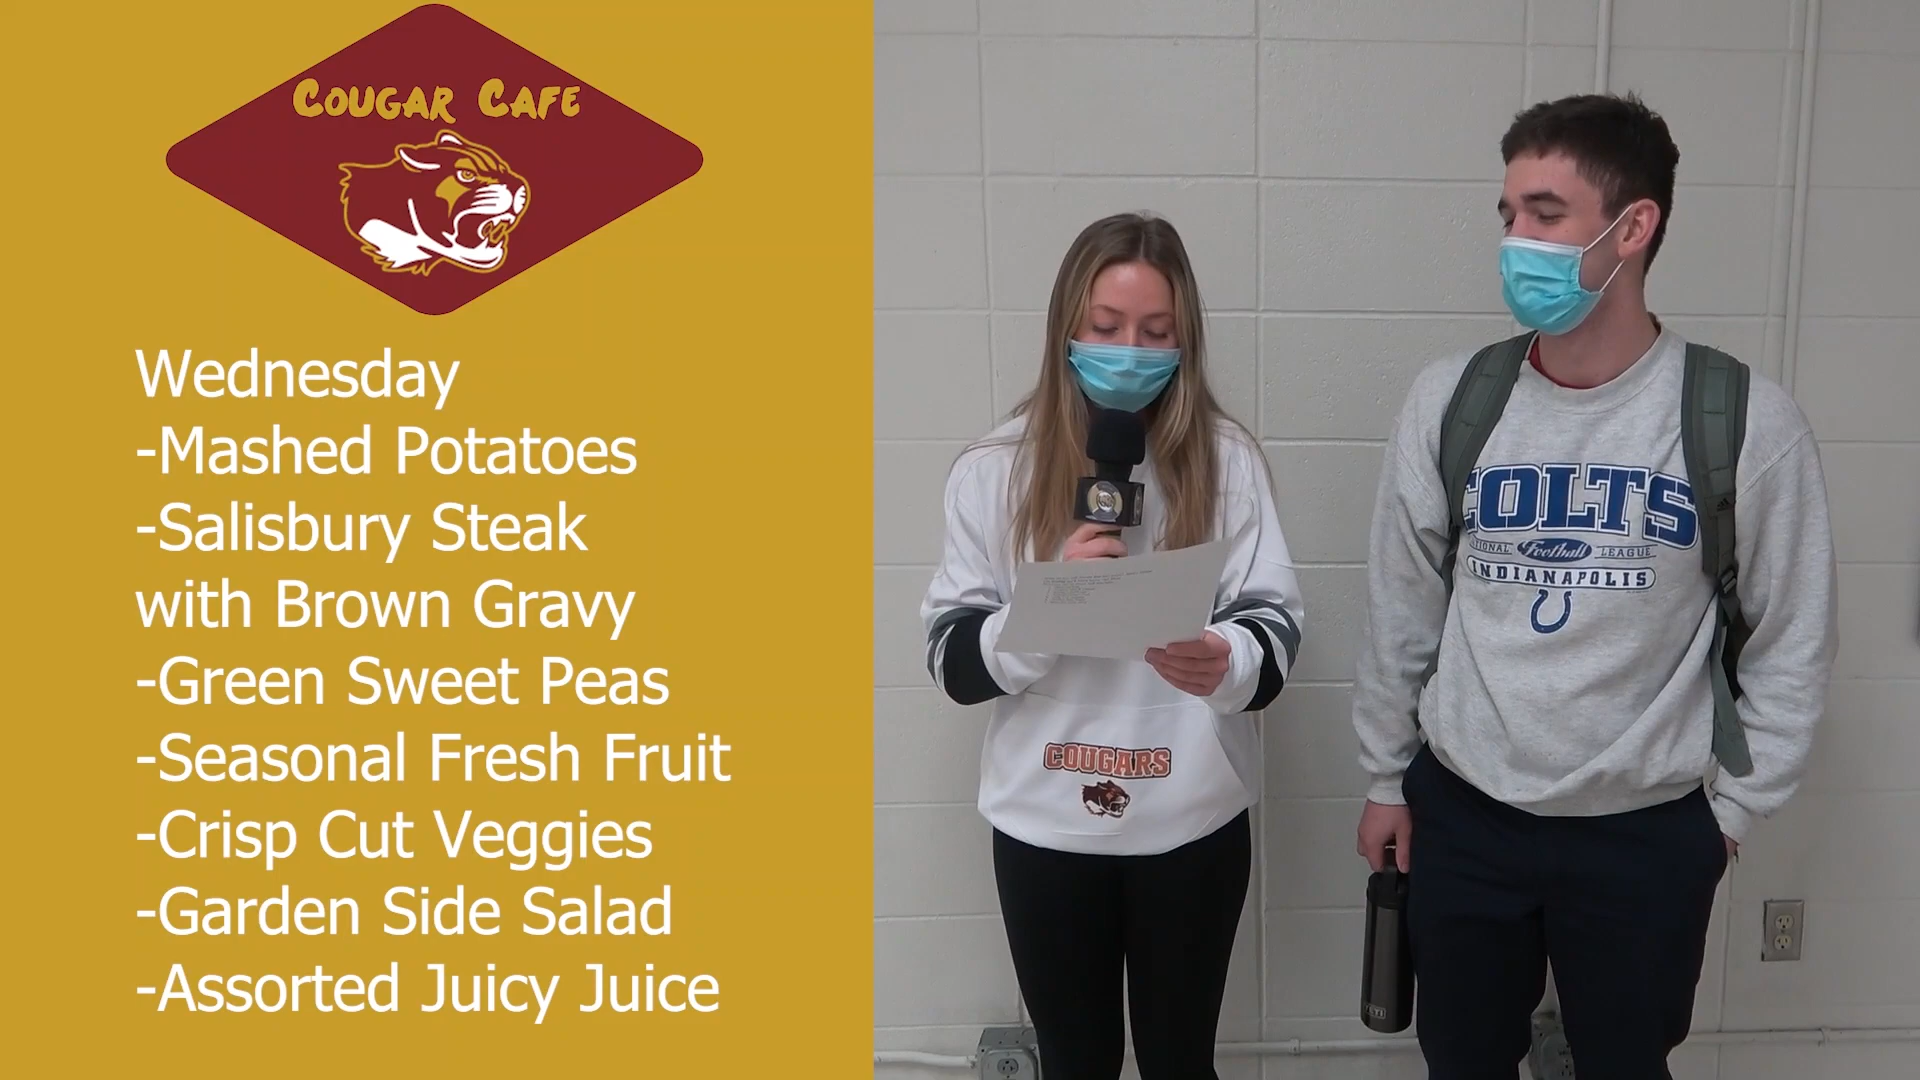 COUGAR CAFE
Wednesday
-Mashed Potatoes
-Salisbury Steak
with Brown Gravy
-Green Sweet Peas
-Seasonal Fresh Fruit
-Crisp Cut Veggies
-Garden Side Salad
-Assorted Juicy Juice
COUGARS
COLTS
Football LEAGUE
INDIANAPOLIS
YETI